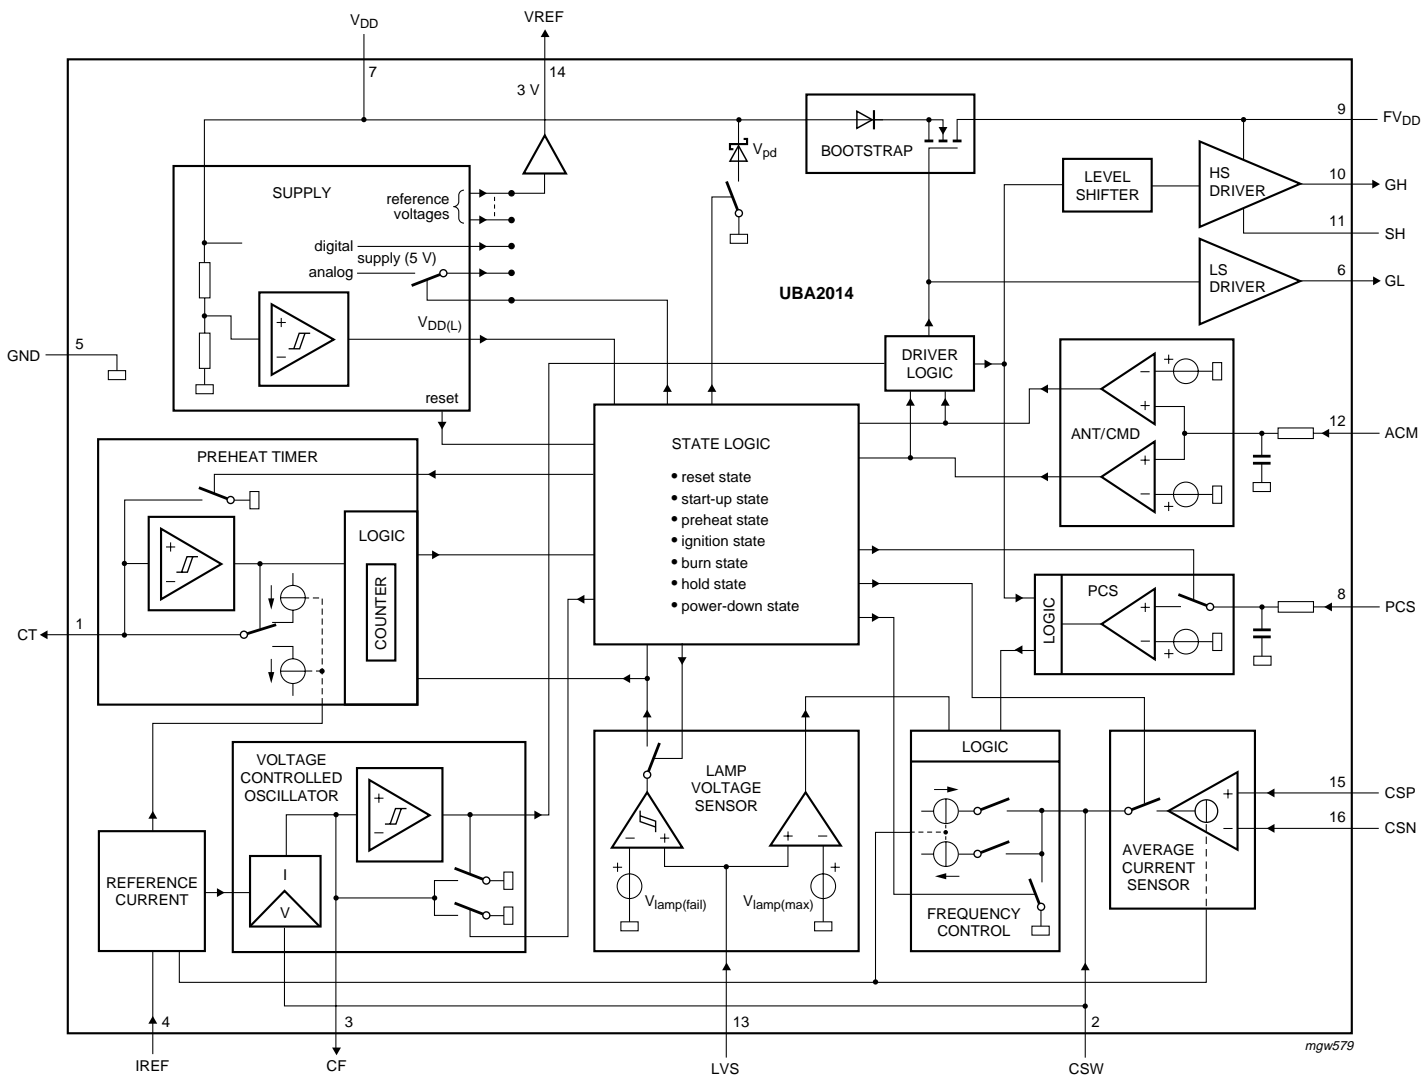 VDD
VREF
7
14
3 V
9
FVDD
BOOTSTRAP
Vpd
SUPPLY
reference
voltages
LEVEL
SHIFTER
HS
DRIVER
10
GH
11
SH
digital
supply (5 V)
analog
UBA2014
LS
DRIVER
6
GL
+
−
VDD(L)
GND
5
DRIVER
LOGIC
reset
ANT/CMD
−
+
+
+
−
+
12
ACM
STATE LOGIC
• reset state
• start-up state
• preheat state
• ignition state
• burn state
• hold state
• power-down state
PREHEAT TIMER
+
−
LOGIC
COUNTER
CT
1
LOGIC
PCS
+
−
+
8
PCS
VOLTAGE
CONTROLLED
OSCILLATOR
+
−
I
V
REFERENCE
CURRENT
LAMP
VOLTAGE
SENSOR
−
+
+
−
+
Vlamp(fail)
+
Vlamp(max)
LOGIC
FREQUENCY
CONTROL
+
−
AVERAGE
CURRENT
SENSOR
15
CSP
16
CSN
4
3
13
2
IREF
CF
LVS
CSW
mgw579